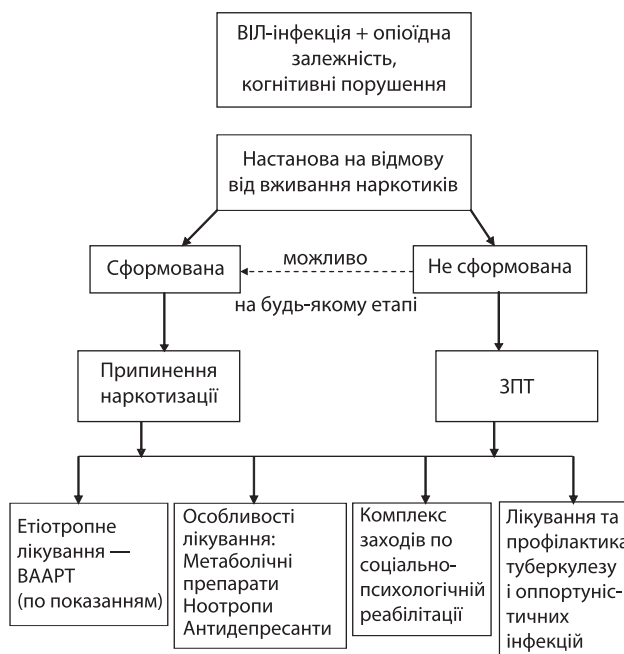 ВІЛ-інфекція + опіоїдна
залежність,
когнітивні порушення
Настанова на відмову
від вживання наркотиків
Сформована
можливо
на будь-якому етапі
Не сформована
Припинення
наркотизації
ЗПТ
Етіотропне
лікування —
ВААРТ
(по показанням)
Особливості
лікування:
Метаболічні
препарати
Ноотропи
Антидепресанти
Комплекс
заходів по
соціально-
психологічній
реабілітації
Лікування та
профілактика
туберкулезу
і оппортуніс-
тичних
інфекцій